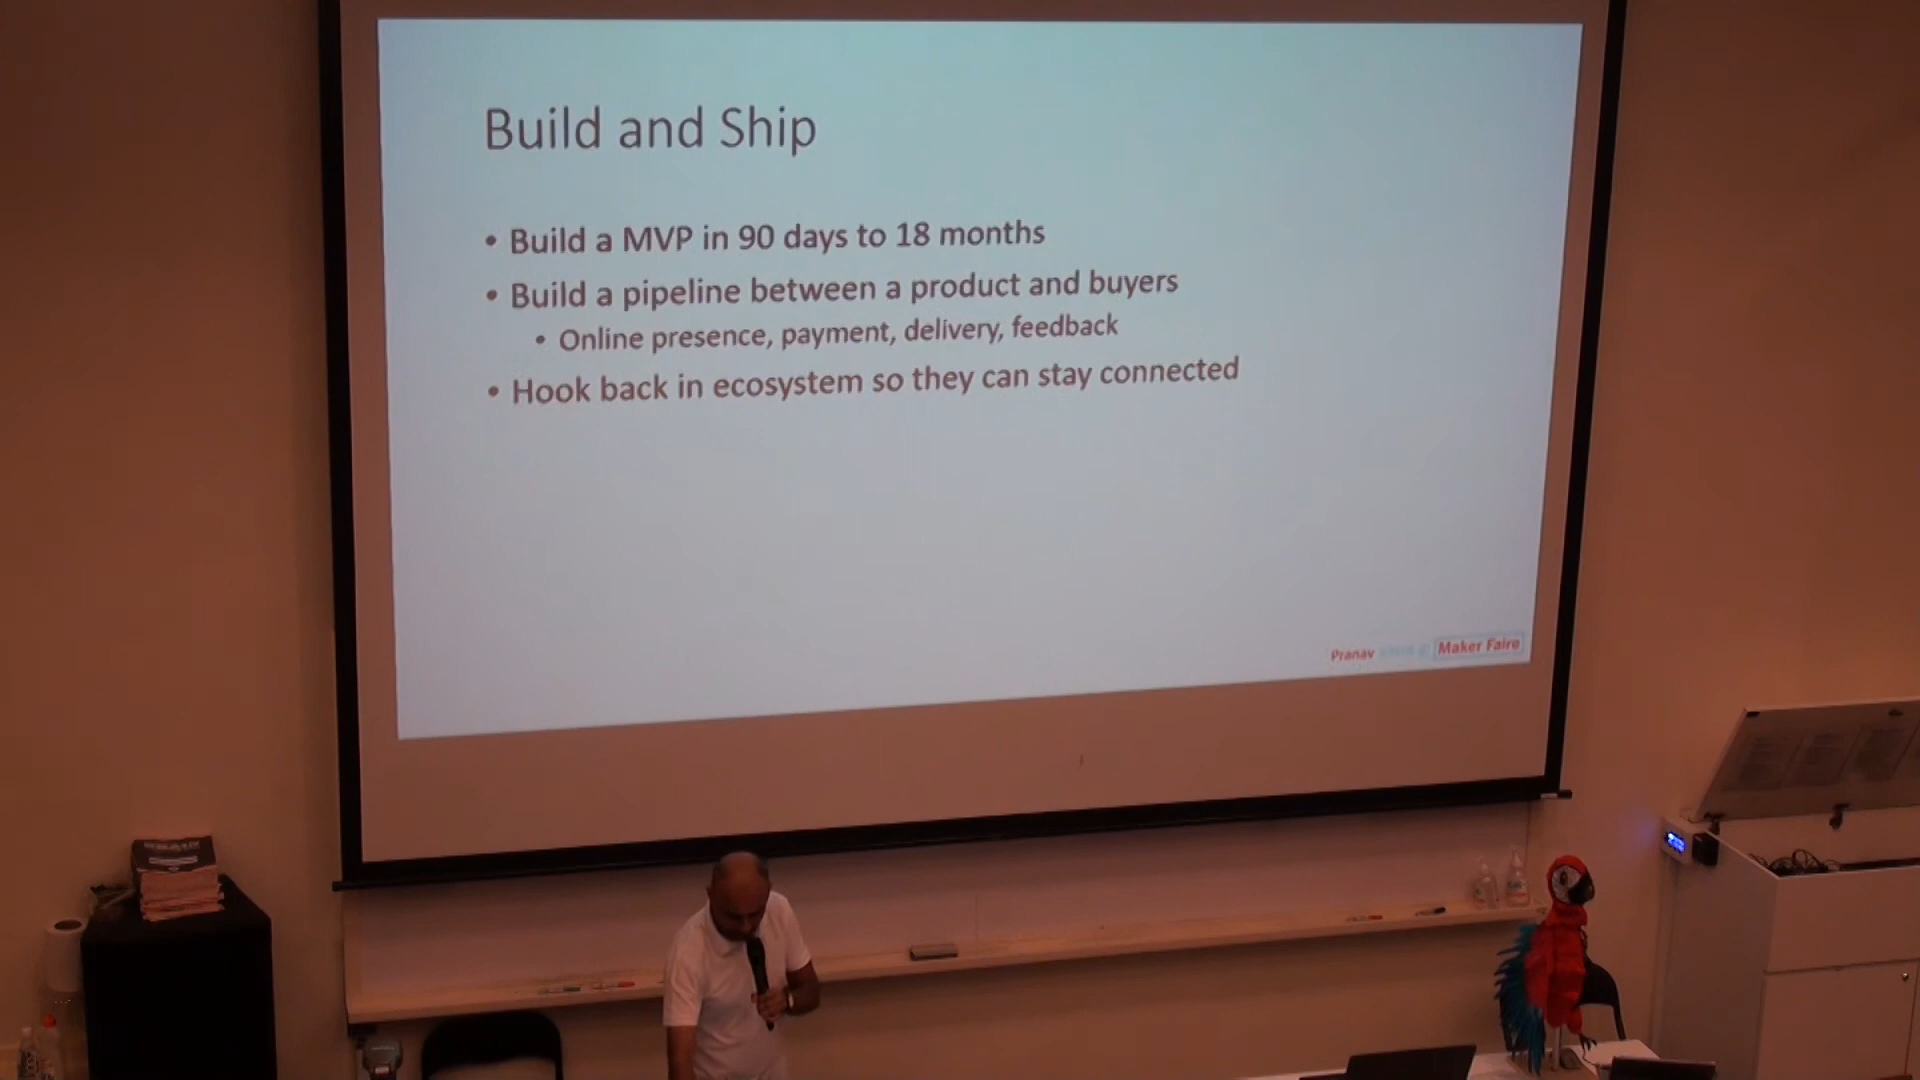 Build and Ship
• Build a MVP in 90 days to 18 months
• Build a pipeline between a product and buyers
• Online presence, payment, delivery, feedback
• Hook back in ecosystem so they can stay connected
Pranav Maker Faire